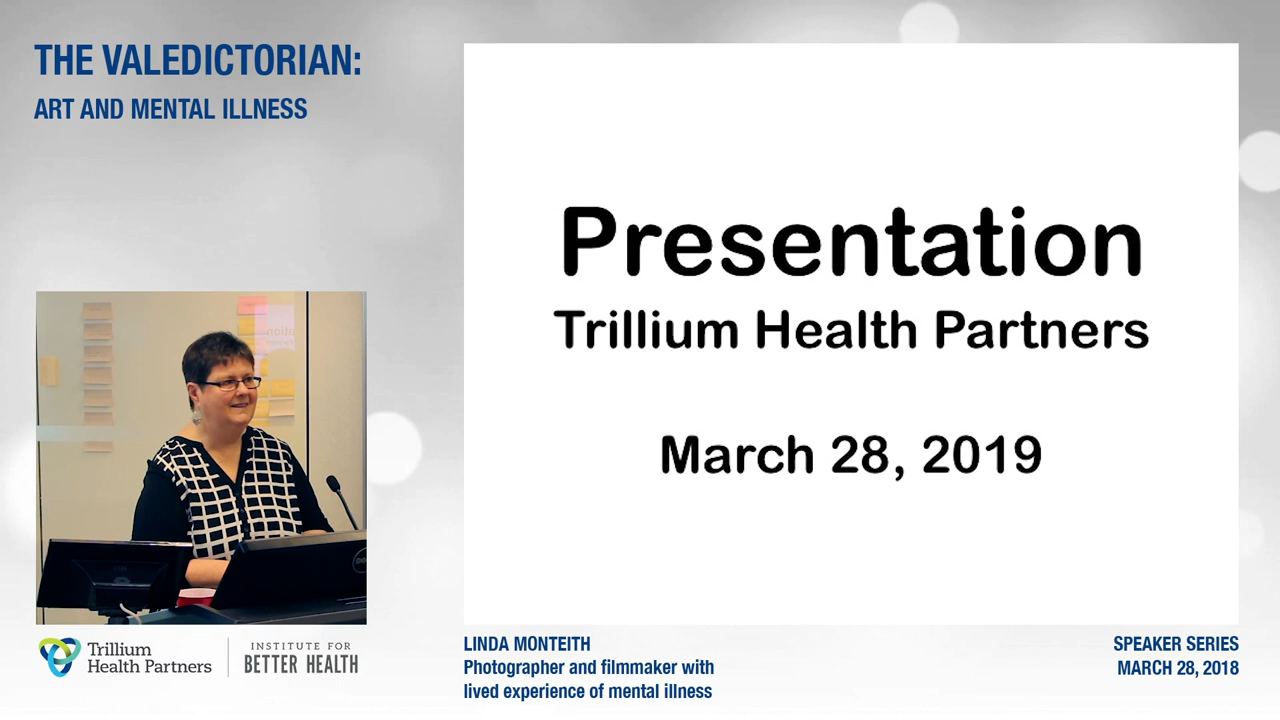 THE VALEDICTORIAN:
ART AND MENTAL ILLNESS
Presentation
Trillium Health Partners
March 28, 2019
Trillium
Health Partners
INSTITUTE FOR
BETTER HEALTH
LINDA MONTEITH
Photographer and filmmaker with
lived experience of mental illness
SPEAKER SERIES
MARCH 28, 2018